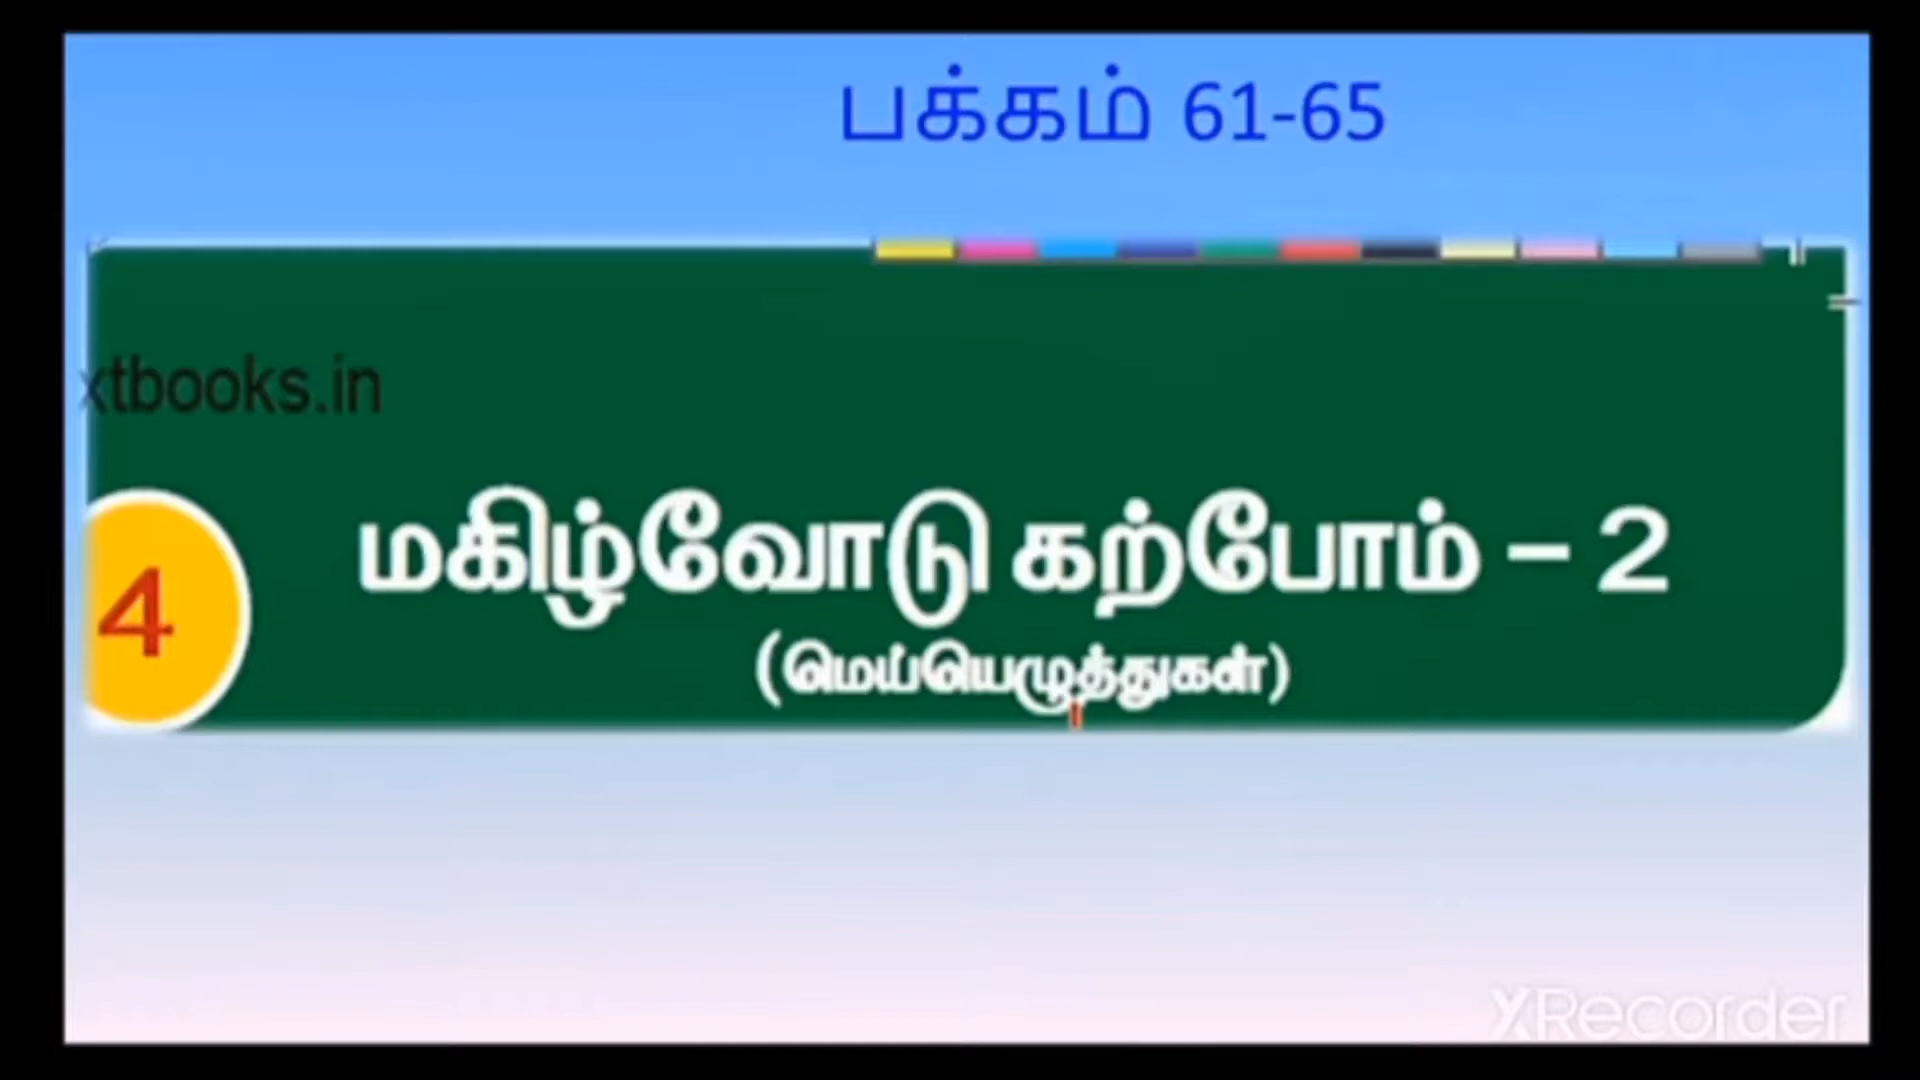 பக்கம் 61-65
xtbooks.in
4
மகிழ்வோடு கற்போம் – 2
(மெய்யெழுத்துகள்)
XRecorder